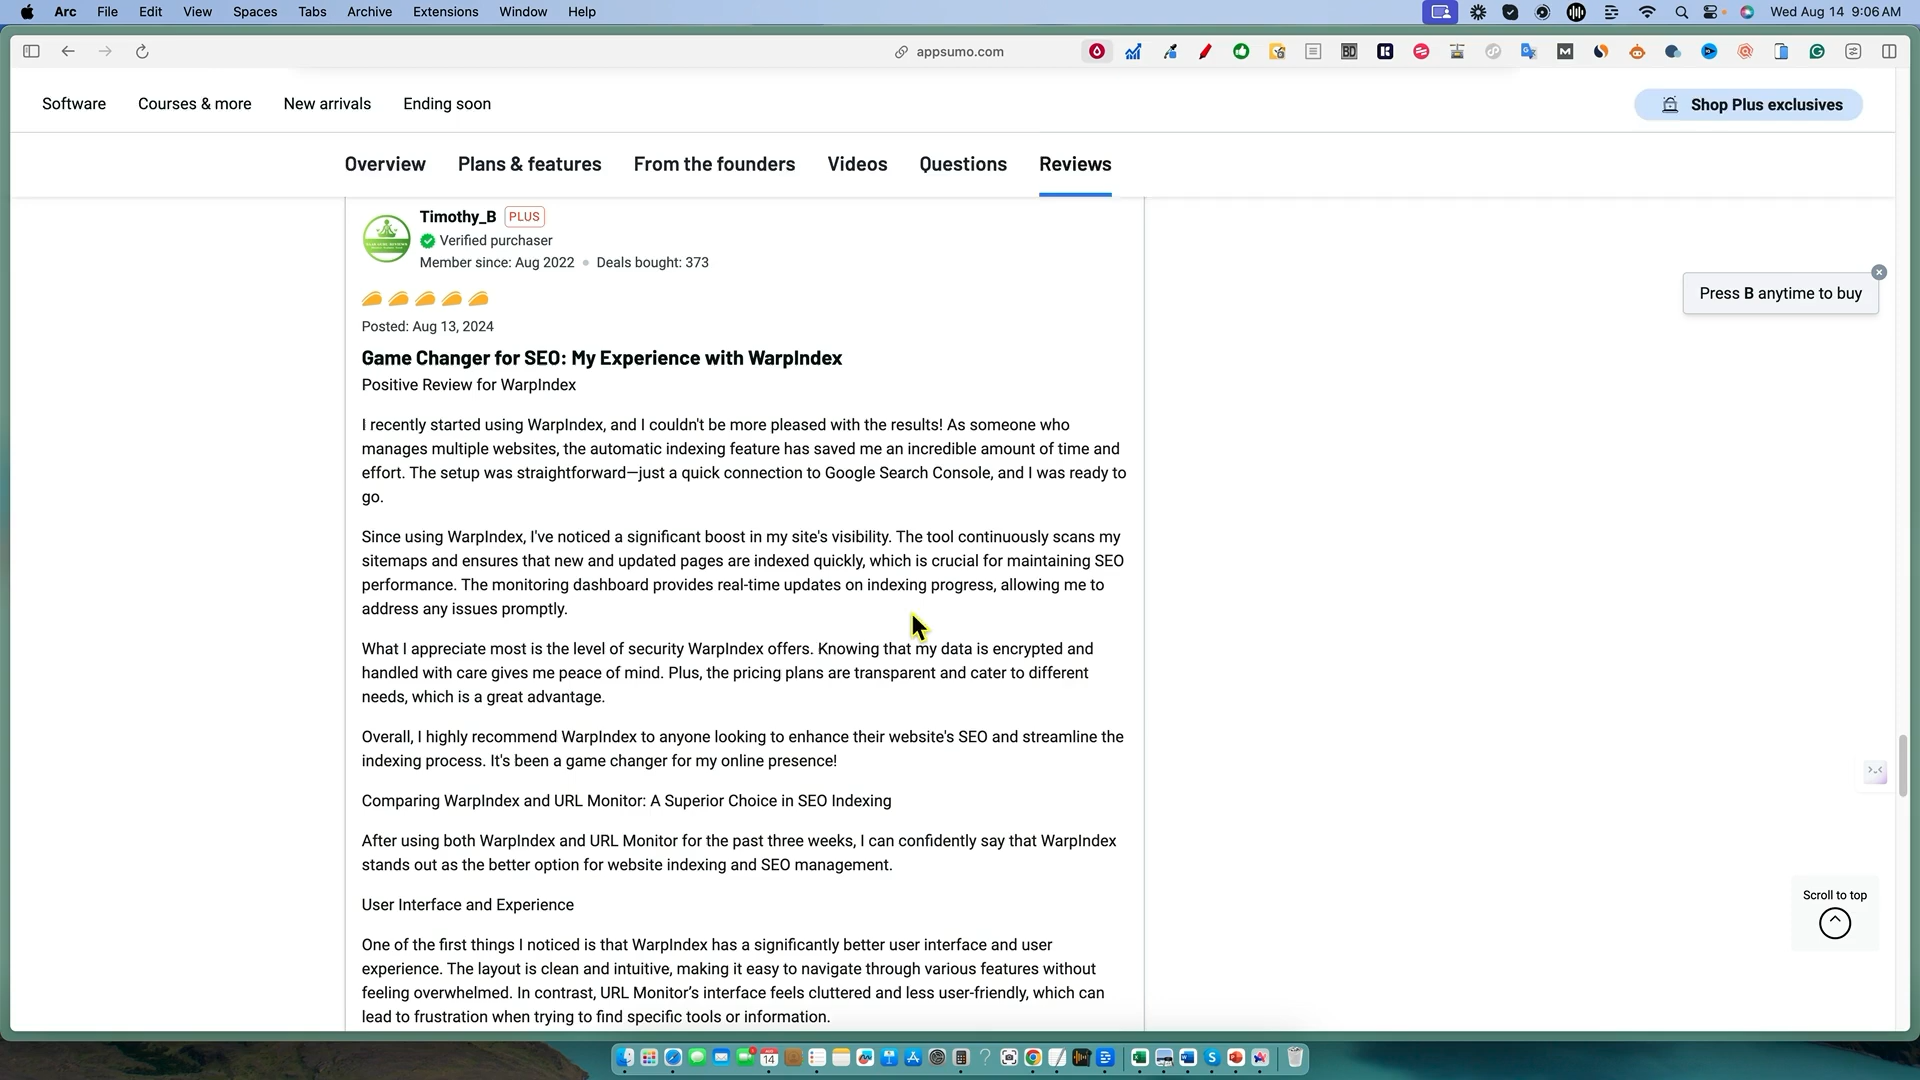 Arc File Edit View Spaces Tabs Archive Extensions Window Help Wed Aug 14 9:06 AM
appsumo.com
Software Courses & more New arrivals Ending soon Shop Plus exclusives
Overview Plans & features From the founders Videos Questions Reviews
Timothy_B PLUS
Verified purchaser
Member since: Aug 2022 Deals bought: 373
Press B anytime to buy
Posted: Aug 13, 2024
Game Changer for SEO: My Experience with WarpIndex
Positive Review for WarpIndex
I recently started using WarpIndex, and I couldn't be more pleased with the results! As someone who
manages multiple websites, the automatic indexing feature has saved me an incredible amount of time and
effort. The setup was straightforward—just a quick connection to Google Search Console, and I was ready to
go.
Since using WarpIndex, I've noticed a significant boost in my site's visibility. The tool continuously scans my
sitemaps and ensures that new and updated pages are indexed quickly, which is crucial for maintaining SEO
performance. The monitoring dashboard provides real-time updates on indexing progress, allowing me to
address any issues promptly.
What I appreciate most is the level of security WarpIndex offers. Knowing that my data is encrypted and
handled with care gives me peace of mind. Plus, the pricing plans are transparent and cater to different
needs, which is a great advantage.
Overall, I highly recommend WarpIndex to anyone looking to enhance their website's SEO and streamline the
indexing process. It's been a game changer for my online presence!
Comparing WarpIndex and URL Monitor: A Superior Choice in SEO Indexing
After using both WarpIndex and URL Monitor for the past three weeks, I can confidently say that WarpIndex
stands out as the better option for website indexing and SEO management.
User Interface and Experience
One of the first things I noticed is that WarpIndex has a significantly better user interface and user
experience. The layout is clean and intuitive, making it easy to navigate through various features without
feeling overwhelmed. In contrast, URL Monitor’s interface feels cluttered and less user-friendly, which can
lead to frustration when trying to find specific tools or information.
Scroll to top